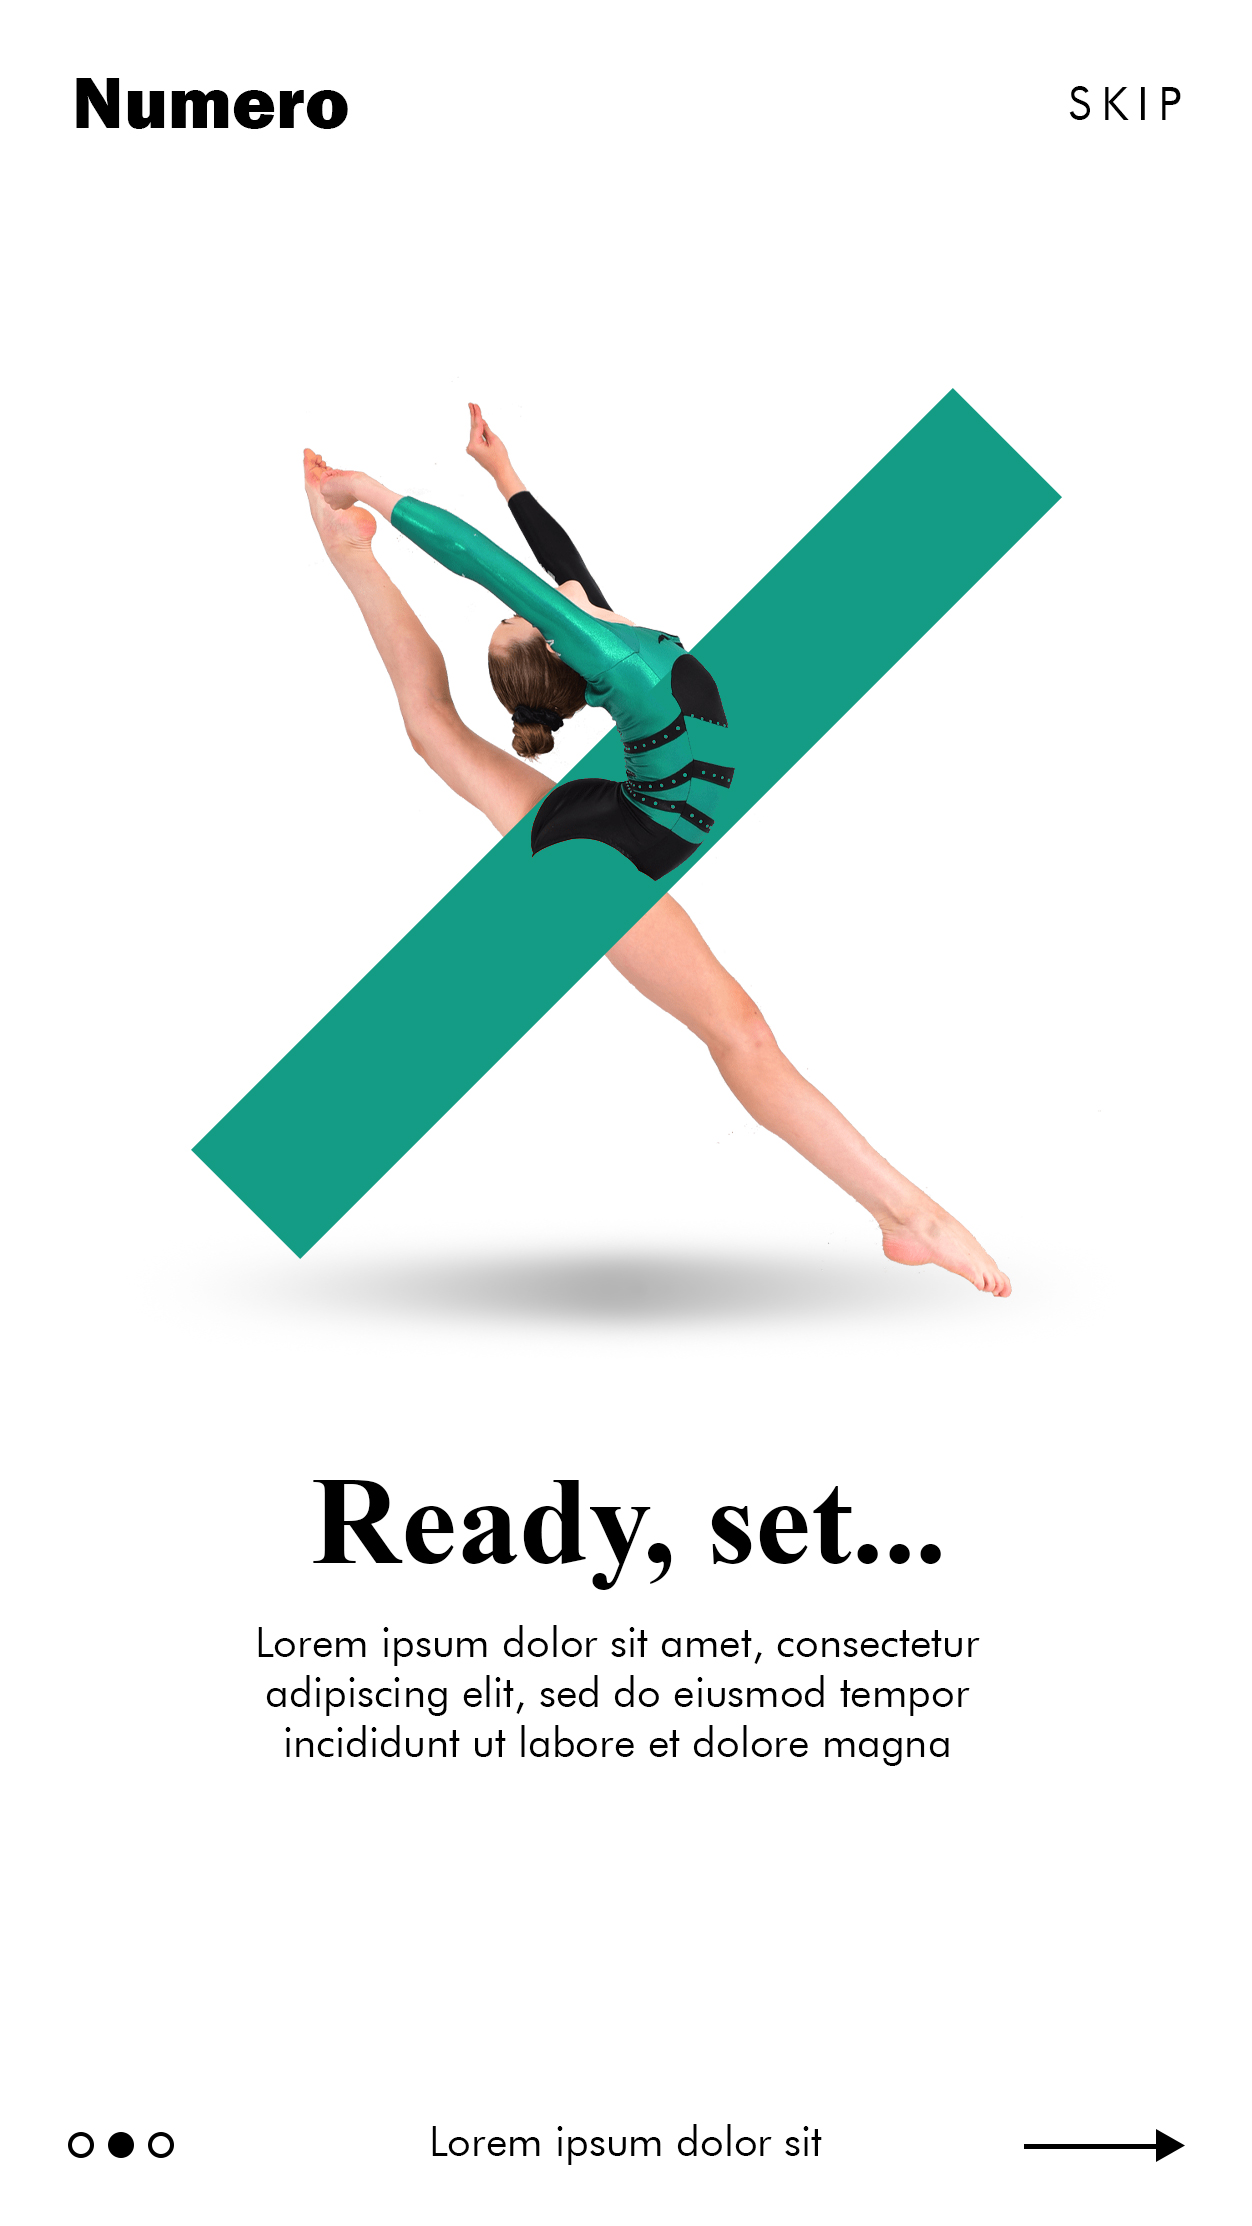 Numero
SKIP
Ready, set...
Lorem ipsum dolor sit amet, consectetur
adipiscing elit, sed do eiusmod tempor
incididunt ut labore et dolore magna
Lorem ipsum dolor sit